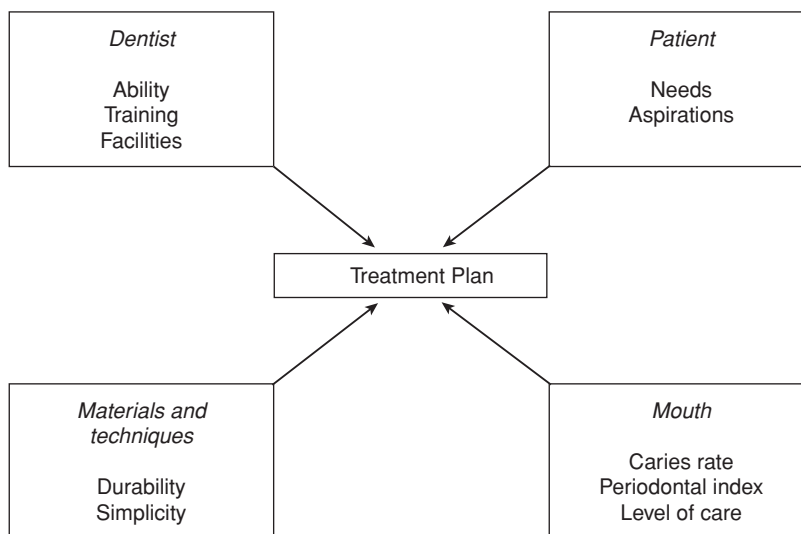 Dentist
Ability
Training
Facilities
Patient
Needs
Aspirations
Treatment Plan
Materials and
techniques
Durability
Simplicity
Mouth
Caries rate
Periodontal index
Level of care